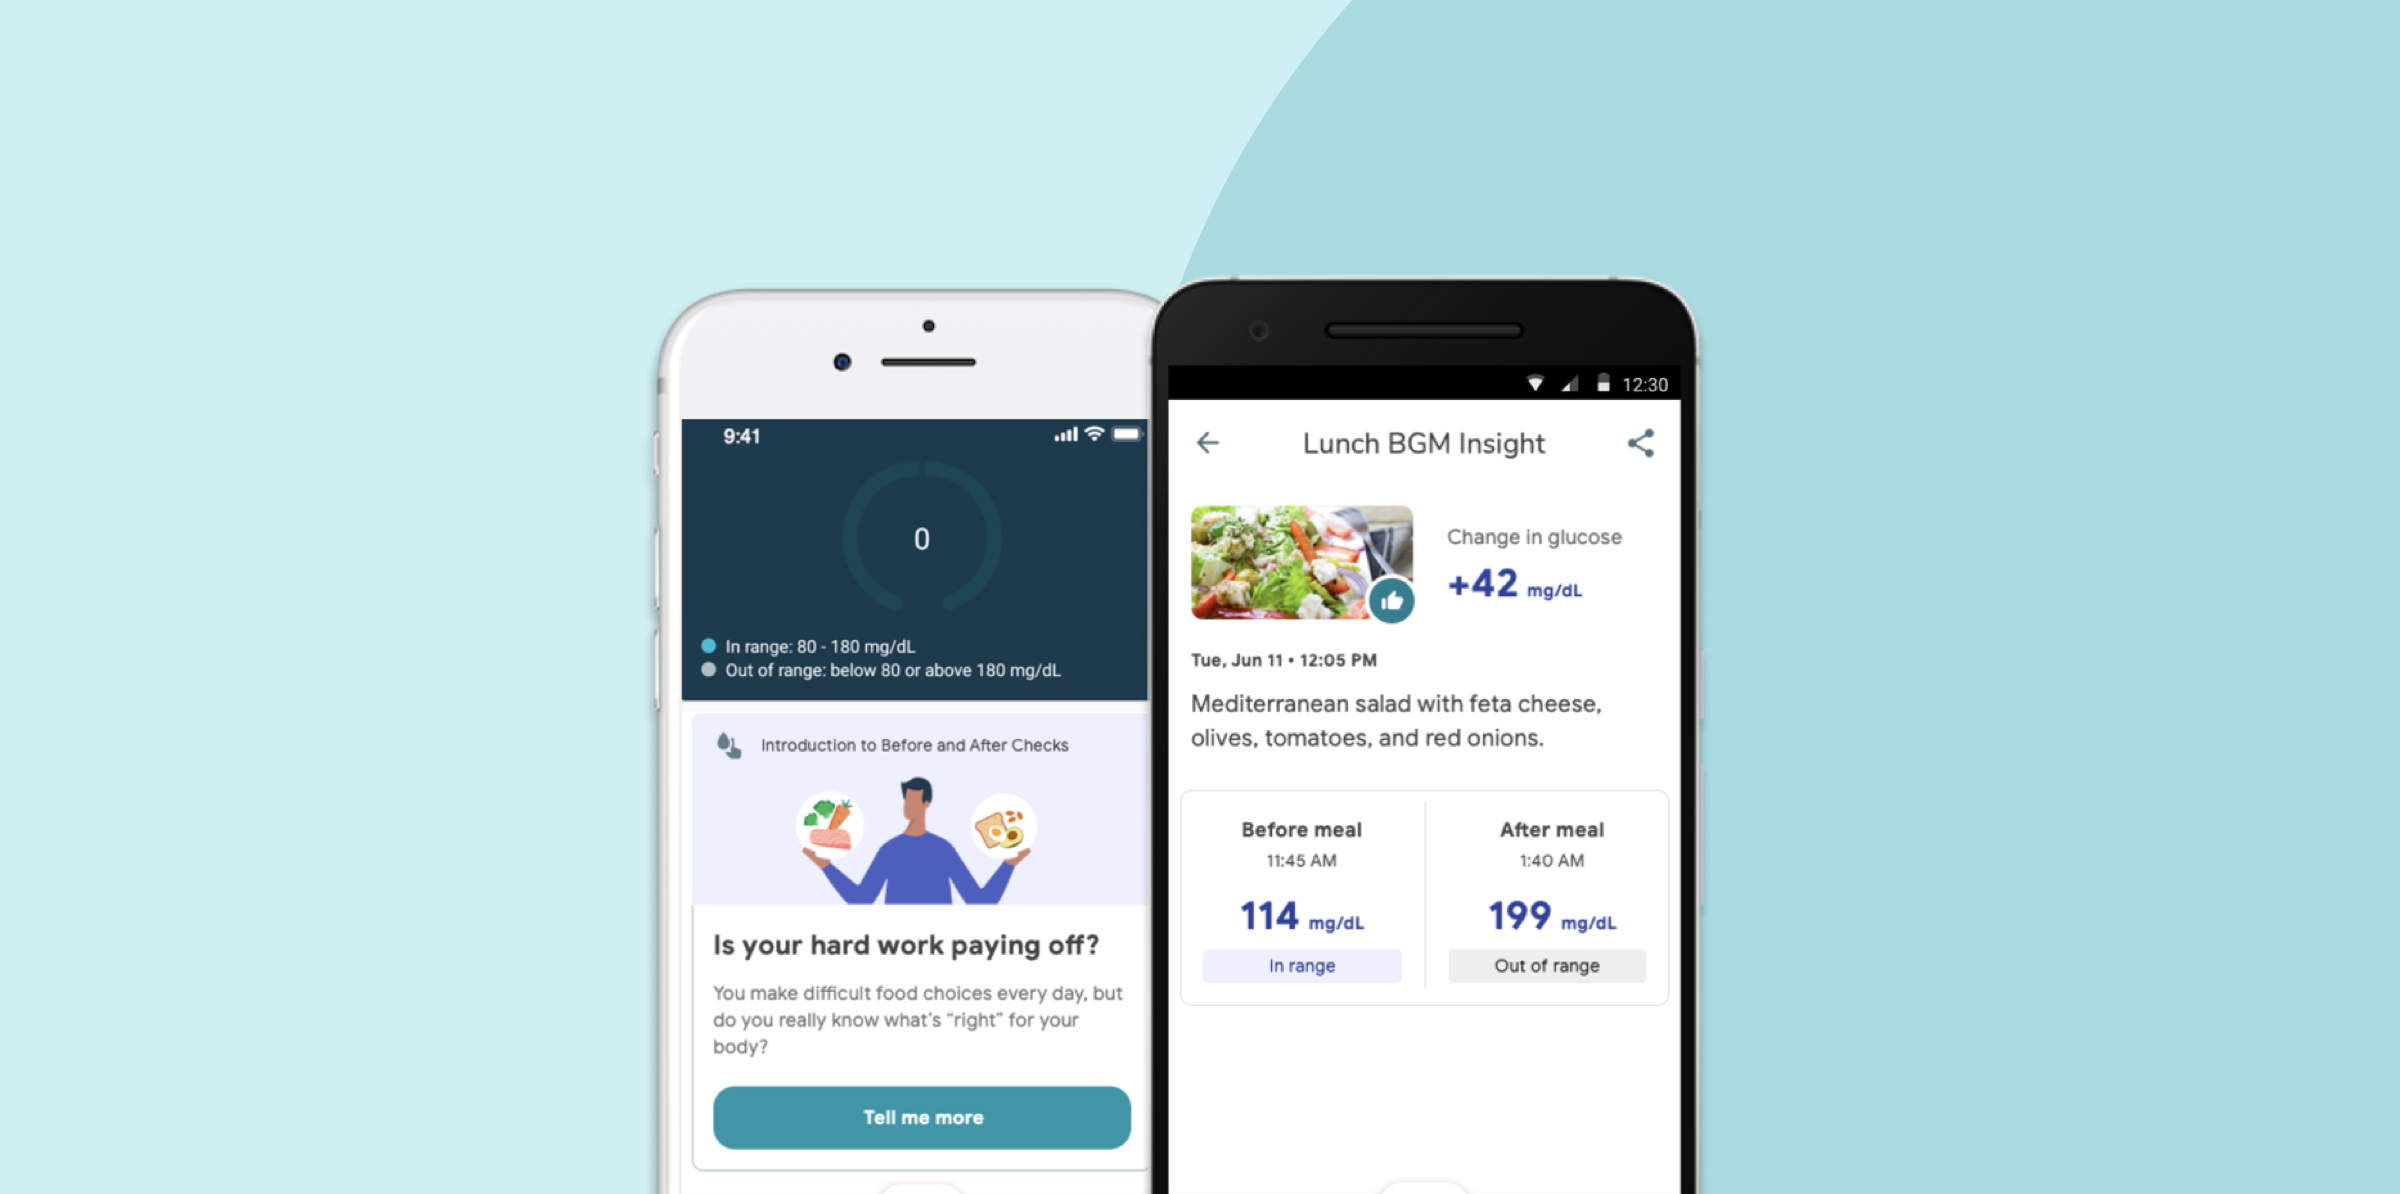 9:41
0
In range: 80 - 180 mg/dL
Out of range: below 80 or above 180 mg/dL
Introduction to Before and After Checks
Is your hard work paying off?
You make difficult food choices every day, but
do you really know what's “right” for your
body?
Tell me more
12:30
Lunch BGM Insight
Change in glucose
+42 mg/dL
Tue, Jun 11 • 12:05 PM
Mediterranean salad with feta cheese,
olives, tomatoes, and red onions.
Before meal
11:45 AM
114 mg/dL
In range
After meal
1:40 AM
199 mg/dL
Out of range